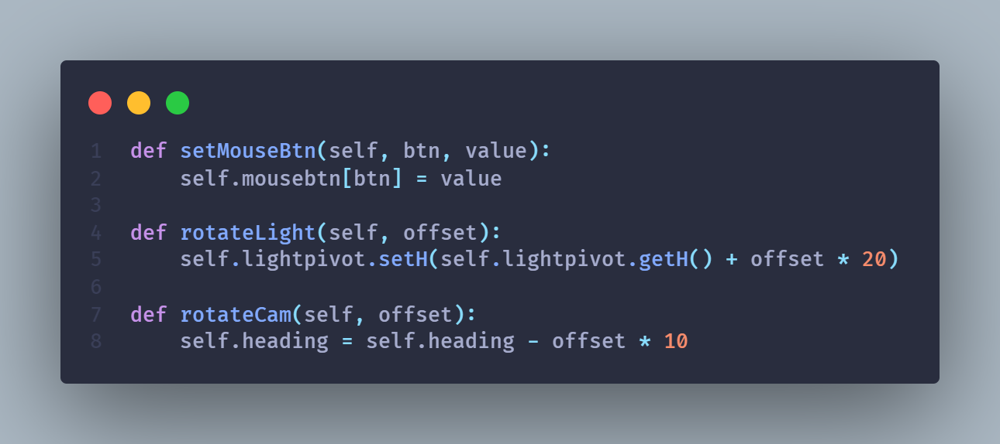 1 def setMouseBtn(self, btn, value):
2     self.mousebtn[btn] = value
3
4 def rotateLight(self, offset):
5     self.lightpivot.setH(self.lightpivot.getH() + offset * 20)
6
7 def rotateCam(self, offset):
8     self.heading = self.heading - offset * 10